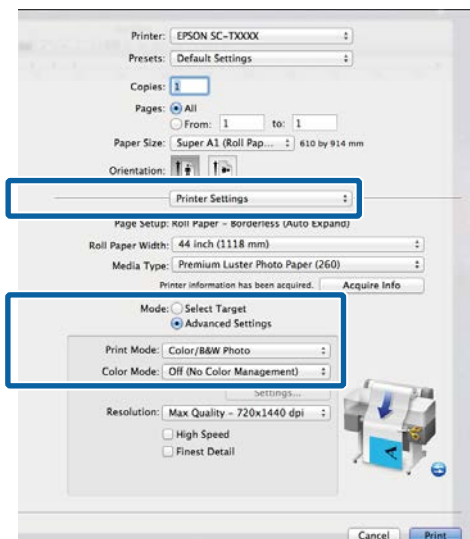 Printer: EPSON SC-TXXXX
Presets: Default Settings
Copies: 1
Pages: All
From: 1 to: 1
Paper Size: Super A1 (Roll Pap... 610 by 914 mm
Orientation:
Printer Settings
Page Setup: Roll Paper - Borderless (Auto Expand)
Roll Paper Width: 44 inch (1118 mm)
Media Type: Premium Luster Photo Paper (260)
Printer information has been acquired. Acquire Info
Mode: Select Target
Advanced Settings
Print Mode: Color/B&W Photo
Color Mode: Off (No Color Management)
Settings...
Resolution: Max Quality - 720x1440 dpi
High Speed
Finest Detail
Cancel Print